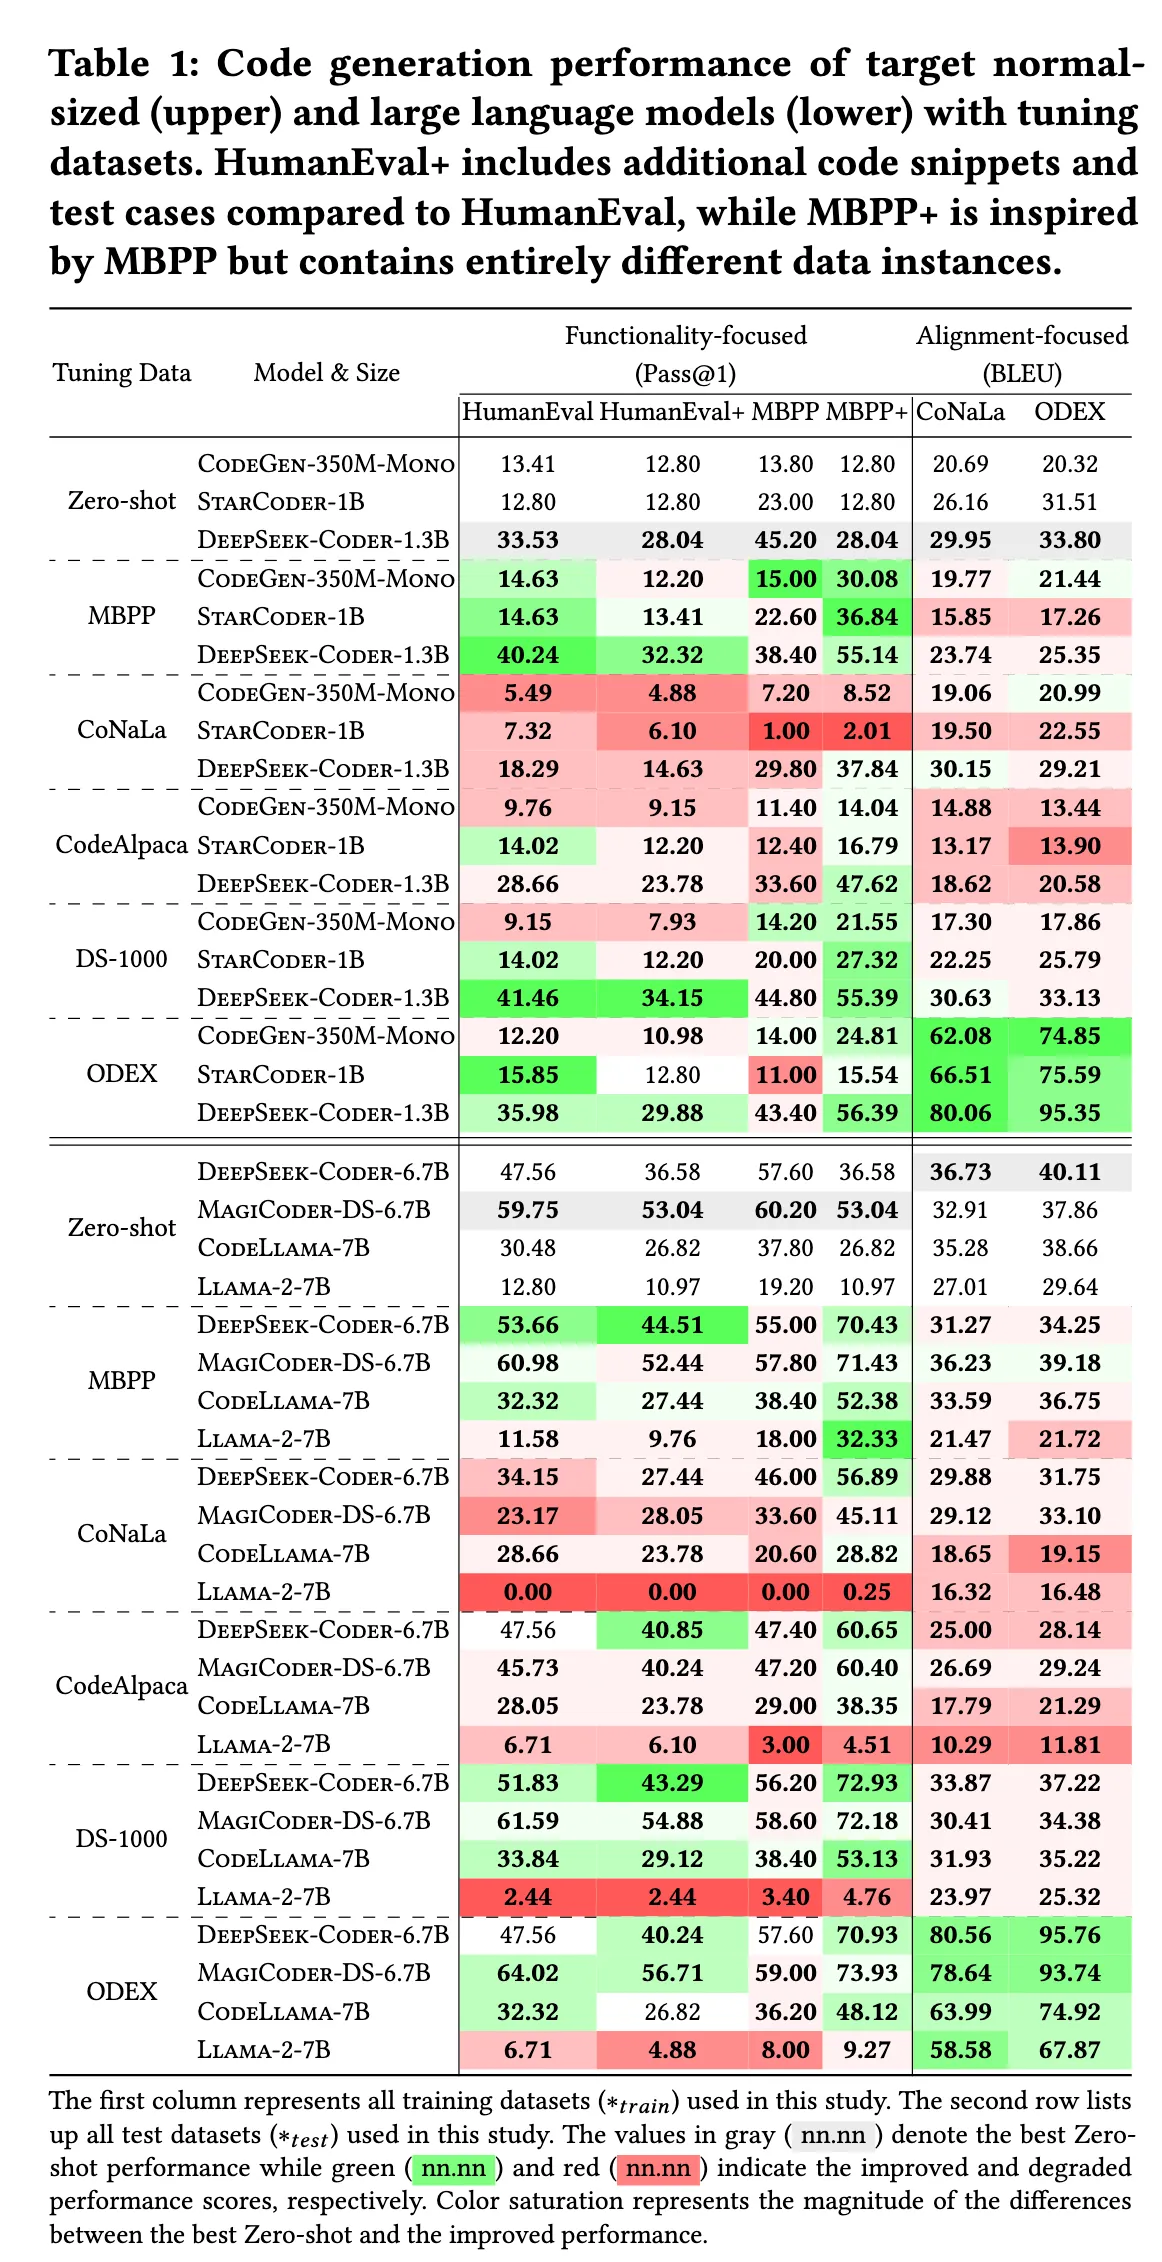 Table 1: Code generation performance of target normal-
sized (upper) and large language models (lower) with tuning
datasets. HumanEval+ includes additional code snippets and
test cases compared to HumanEval, while MBPP+ is inspired
by MBPP but contains entirely different data instances.
Tuning Data Model & Size Functionality-focused (Pass@1) Alignment-focused (BLEU)
HumanEval HumanEval+ MBPP MBPP+ CoNaLa ODEX
Zero-shot
CodeGen-350M-Mono 13.41 12.80 13.80 12.80 20.69 20.32
StarCoder-1B 12.80 12.80 23.00 12.80 26.16 31.51
DeepSeek-Coder-1.3B 33.53 28.04 45.20 28.04 29.95 33.80
MBPP
CodeGen-350M-Mono 14.63 12.20 15.00 30.08 19.77 21.44
StarCoder-1B 14.63 13.41 22.60 36.84 15.85 17.26
DeepSeek-Coder-1.3B 40.24 32.32 38.40 55.14 23.74 25.35
CoNaLa
CodeGen-350M-Mono 5.49 4.88 7.20 8.52 19.06 20.99
StarCoder-1B 7.32 6.10 1.00 2.01 19.50 22.55
DeepSeek-Coder-1.3B 18.29 14.63 29.80 37.84 30.15 29.21
CodeAlpaca
CodeGen-350M-Mono 9.76 9.15 11.40 14.04 14.88 13.44
StarCoder-1B 14.02 12.20 12.40 16.79 13.17 13.90
DeepSeek-Coder-1.3B 28.66 23.78 33.60 47.62 18.62 20.58
DS-1000
CodeGen-350M-Mono 9.15 7.93 14.20 21.55 17.30 17.86
StarCoder-1B 14.02 12.20 20.00 27.32 22.25 25.79
DeepSeek-Coder-1.3B 41.46 34.15 44.80 55.39 30.63 33.13
ODEX
CodeGen-350M-Mono 12.20 10.98 14.00 24.81 62.08 74.85
StarCoder-1B 15.85 12.80 11.00 15.54 66.51 75.59
DeepSeek-Coder-1.3B 35.98 29.88 43.40 56.39 80.06 95.35
Zero-shot
DeepSeek-Coder-6.7B 47.56 36.58 57.60 36.58 36.73 40.11
MagiCoder-DS-6.7B 59.75 53.04 60.20 53.04 32.91 37.86
CodeLlama-7B 30.48 26.82 37.80 26.82 35.28 38.66
Llama-2-7B 12.80 10.97 19.20 10.97 27.01 29.64
MBPP
DeepSeek-Coder-6.7B 53.66 44.51 55.00 70.43 31.27 34.25
MagiCoder-DS-6.7B 60.98 52.44 57.80 71.43 36.23 39.18
CodeLlama-7B 32.32 27.44 38.40 52.38 33.59 36.75
Llama-2-7B 11.58 9.76 18.00 32.33 21.47 21.72
CoNaLa
DeepSeek-Coder-6.7B 34.15 27.44 46.00 56.89 29.88 31.75
MagiCoder-DS-6.7B 23.17 28.05 33.60 45.11 29.12 33.10
CodeLlama-7B 28.66 23.78 20.60 28.82 18.65 19.15
Llama-2-7B 0.00 0.00 0.00 0.25 16.32 16.48
CodeAlpaca
DeepSeek-Coder-6.7B 47.56 40.85 47.40 60.65 25.00 28.14
MagiCoder-DS-6.7B 45.73 40.24 47.20 60.40 26.69 29.24
CodeLlama-7B 28.05 23.78 29.00 38.35 17.79 21.29
Llama-2-7B 6.71 6.10 3.00 4.51 10.29 11.81
DS-1000
DeepSeek-Coder-6.7B 51.83 43.29 56.20 72.93 33.87 37.22
MagiCoder-DS-6.7B 61.59 54.88 58.60 72.18 30.41 34.38
CodeLlama-7B 33.84 29.12 38.40 53.13 31.93 35.22
Llama-2-7B 2.44 2.44 3.40 4.76 23.97 25.32
ODEX
DeepSeek-Coder-6.7B 47.56 40.24 57.60 70.93 80.56 95.76
MagiCoder-DS-6.7B 64.02 56.71 59.00 73.93 78.64 93.74
CodeLlama-7B 32.32 26.82 36.20 48.12 63.99 74.92
Llama-2-7B 6.71 4.88 8.00 9.27 58.58 67.87
The first column represents all training datasets (*train) used in this study. The second row lists
up all test datasets (*test) used in this study. The values in gray ( nn.nn ) denote the best Zero-
shot performance while green ( nn.nn ) and red ( nn.nn ) indicate the improved and degraded
performance scores, respectively. Color saturation represents the magnitude of the differences
between the best Zero-shot and the improved performance.